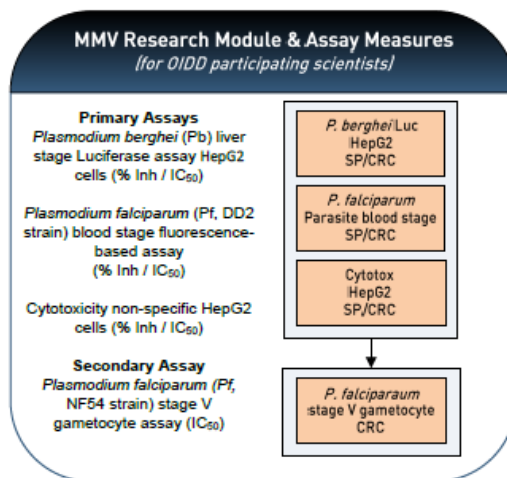 MMV Research Module & Assay Measures
(for OIDD participating scientists)
Primary Assays
Plasmodium berghei (Pb) liver
stage Luciferase assay HepG2
cells (% Inh / IC50)
Plasmodium falciparum (Pf, DD2
strain) blood stage fluorescence-
based assay
(% Inh / IC50)
Cytotoxicity non-specific HepG2
cells (% Inh / IC50)
Secondary Assay
Plasmodium falciparum (Pf,
NF54 strain) stage V
gametocyte assay (IC50)
P. berghei Luc
HepG2
SP/CRC
P. falciparum
Parasite blood stage
SP/CRC
Cytotox
HepG2
SP/CRC
P. falciparaum
stage V gametocyte
CRC